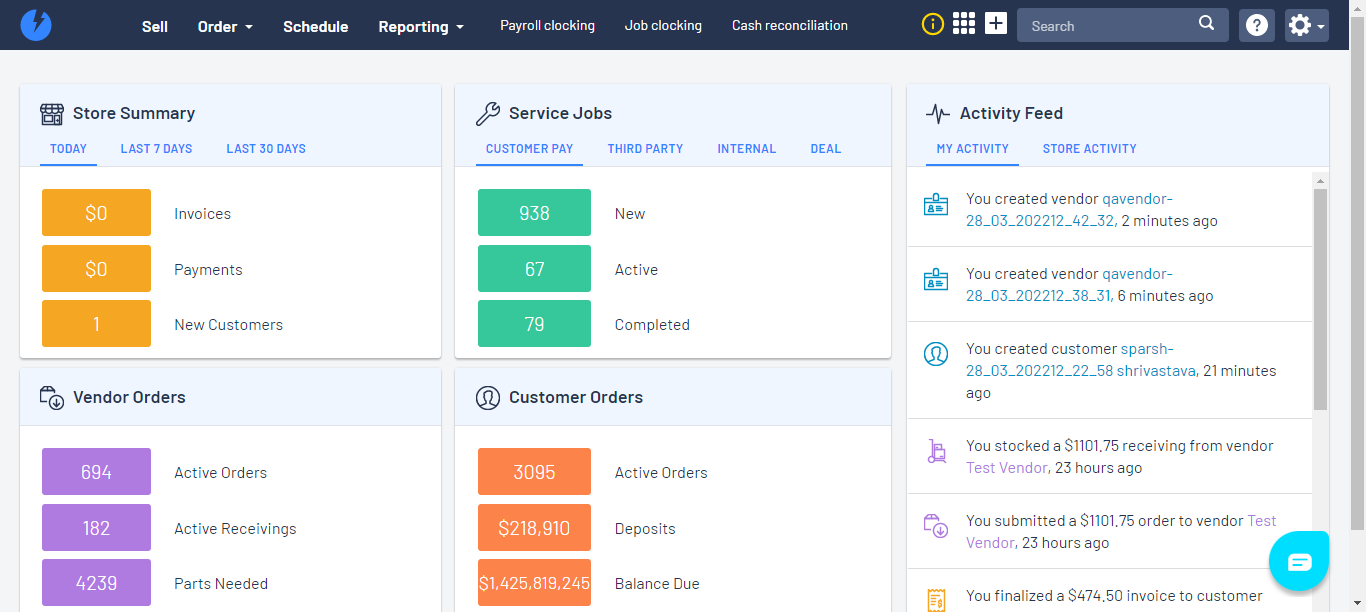 Sell Order Schedule Reporting Payroll clocking Job clocking Cash reconciliation Search
Store Summary
TODAY LAST 7 DAYS LAST 30 DAYS
$0 Invoices
$0 Payments
1 New Customers
Service Jobs
CUSTOMER PAY THIRD PARTY INTERNAL DEAL
938 New
67 Active
79 Completed
Vendor Orders
694 Active Orders
182 Active Receivings
4239 Parts Needed
Customer Orders
3095 Active Orders
$218,910 Deposits
$1,425,819,245 Balance Due
Activity Feed
MY ACTIVITY STORE ACTIVITY
You created vendor qavendor-
28_03_202212_42_32, 2 minutes ago
You created vendor qavendor-
28_03_202212_38_31, 6 minutes ago
You created customer sparsh-
28_03_202212_22_58 shrivastava, 21 minutes
ago
You stocked a $1101.75 receiving from vendor
Test Vendor, 23 hours ago
You submitted a $1101.75 order to vendor Test
Vendor, 23 hours ago
You finalized a $474.50 invoice to customer